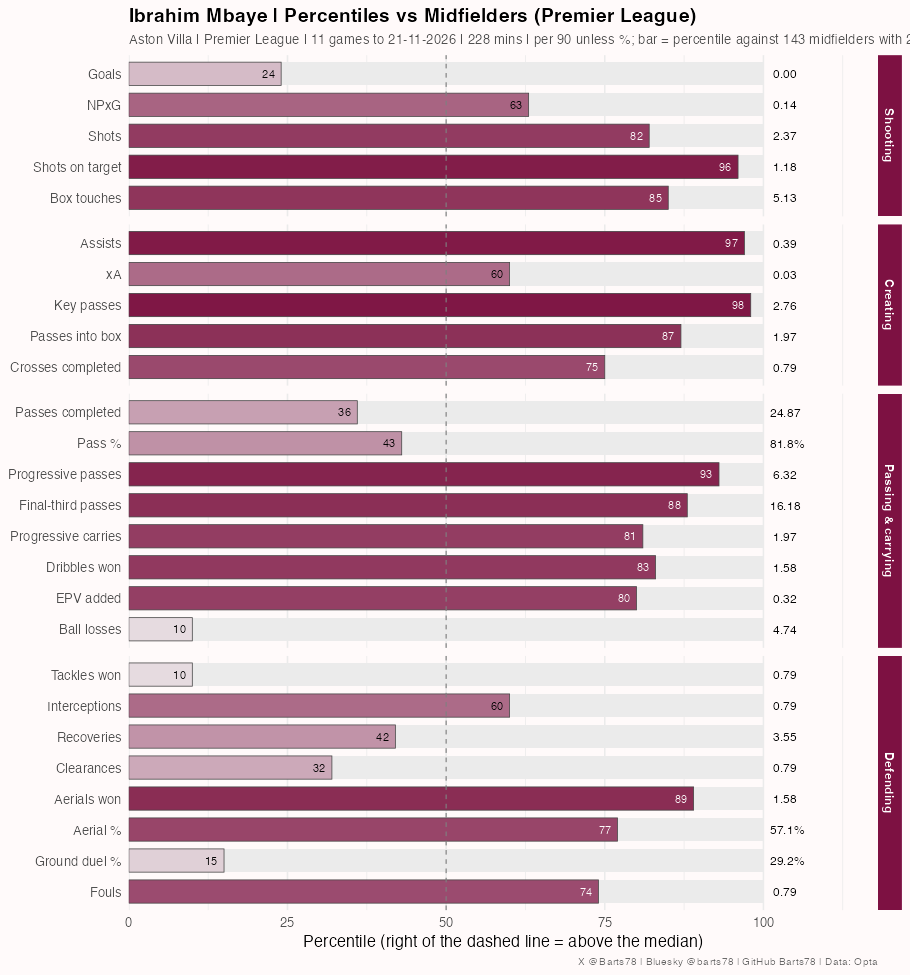 Ibrahim Mbaye | Percentiles vs Midfielders (Premier League)
Aston Villa | Premier League | 11 games to 21-11-2026 | 228 mins | per 90 unless %; bar = percentile against 143 midfielders with 2
Goals 24 0.00
NPxG 63 0.14
Shots 82 2.37
Shots on target 96 1.18
Box touches 85 5.13
Shooting
Assists 97 0.39
xA 60 0.03
Key passes 98 2.76
Passes into box 87 1.97
Crosses completed 75 0.79
Creating
Passes completed 36 24.87
Pass % 43 81.8%
Progressive passes 93 6.32
Final-third passes 88 16.18
Progressive carries 81 1.97
Dribbles won 83 1.58
EPV added 80 0.32
Ball losses 10 4.74
Passing & carrying
Tackles won 10 0.79
Interceptions 60 0.79
Recoveries 42 3.55
Clearances 32 0.79
Aerials won 89 1.58
Aerial % 77 57.1%
Ground duel % 15 29.2%
Fouls 74 0.79
Defending
0 25 50 75 100
Percentile (right of the dashed line = above the median)
X @Barts78 | Bluesky @barts78 | GitHub Barts78 | Data: Opta